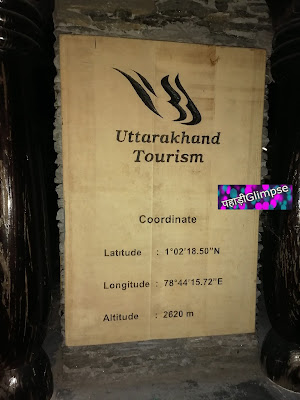 Uttarakhand
Tourism
पहाड़ीGlimpse
Coordinate
Latitude : 1°02'18.50"N
Longitude : 78°44'15.72"E
Altitude : 2620 m